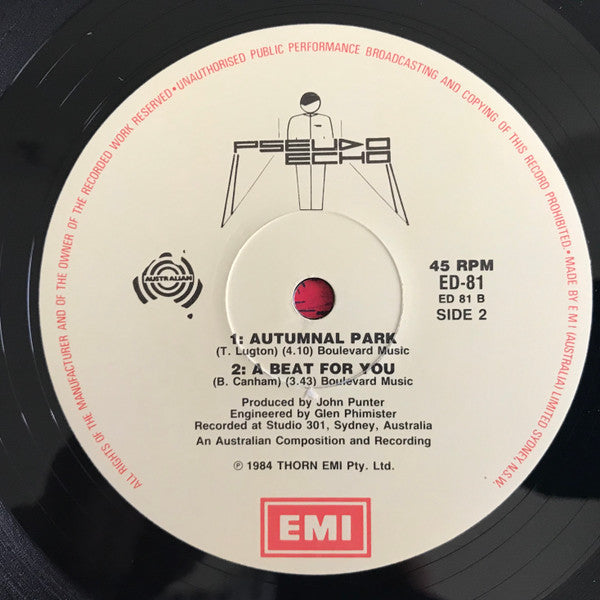 ALL RIGHTS OF THE MANUFACTURER AND OF THE OWNER OF THE RECORDED WORK RESERVED • UNAUTHORISED PUBLIC PERFORMANCE BROADCASTING AND COPYING OF THIS RECORD PROHIBITED. • MADE BY E M I (AUSTRALIA) LIMITED SYDNEY, N.S.W.
PSEUDO
ECHO
AUSTRALIAN
45 RPM
ED-81
ED 81 B
SIDE 2
1: AUTUMNAL PARK
(T. Lugton) (4.10) Boulevard Music
2: A BEAT FOR YOU
(B. Canham) (3.43) Boulevard Music
Produced by John Punter
Engineered by Glen Phimister
Recorded at Studio 301, Sydney, Australia
An Australian Composition and Recording
℗ 1984 THORN EMI Pty. Ltd.
EMI